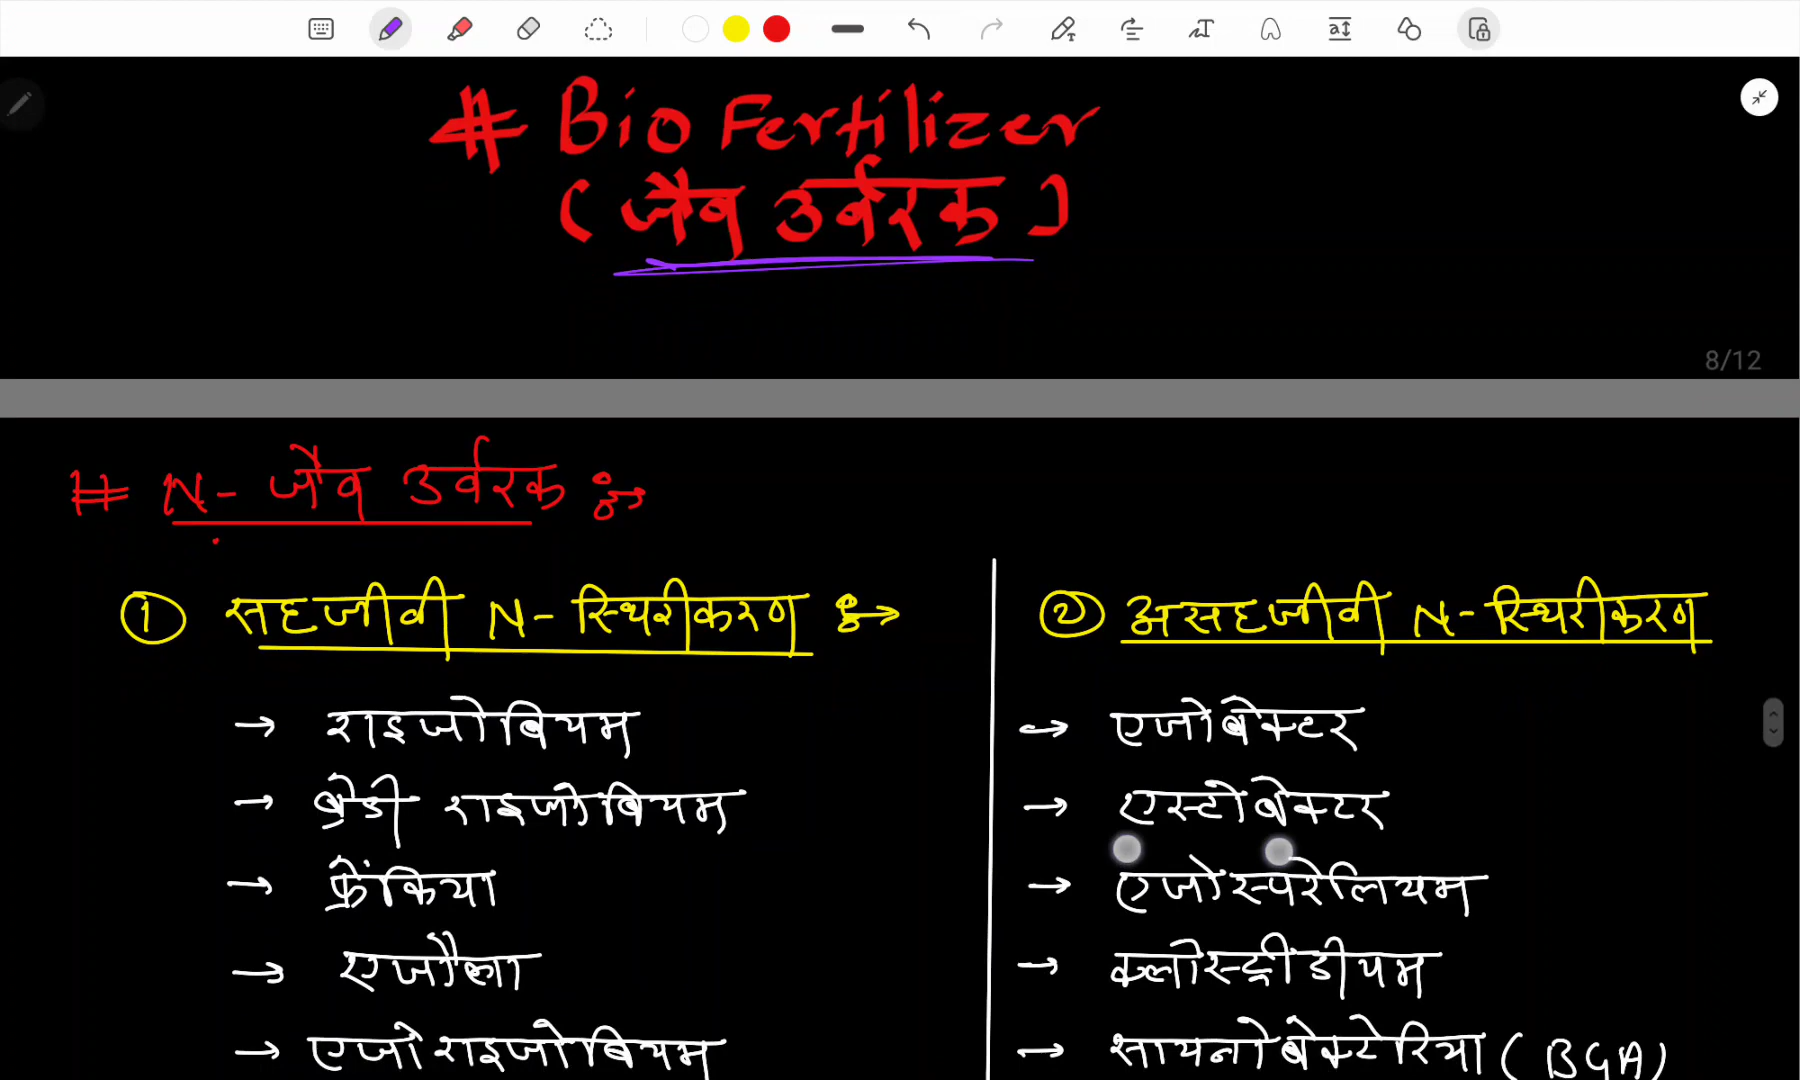 # Bio Fertilizer
(जैव उर्वरक)
8/12
# N- जैव उर्वरक
① सहजीवी N-स्थिरीकरण
→ राइजोबियम
→ ब्रेडी राइजोबियम
→ फ्रैंकिया
→ एजौला
→ एजोराइजोबियम
② असहजीवी N-स्थिरीकरण
→ एजोबेक्टर
→ एस्टोबेक्टर
→ एजोस्परेलियम
→ क्लोस्ट्रीडीयम
→ सायनोबेक्टेरिया (BGA)